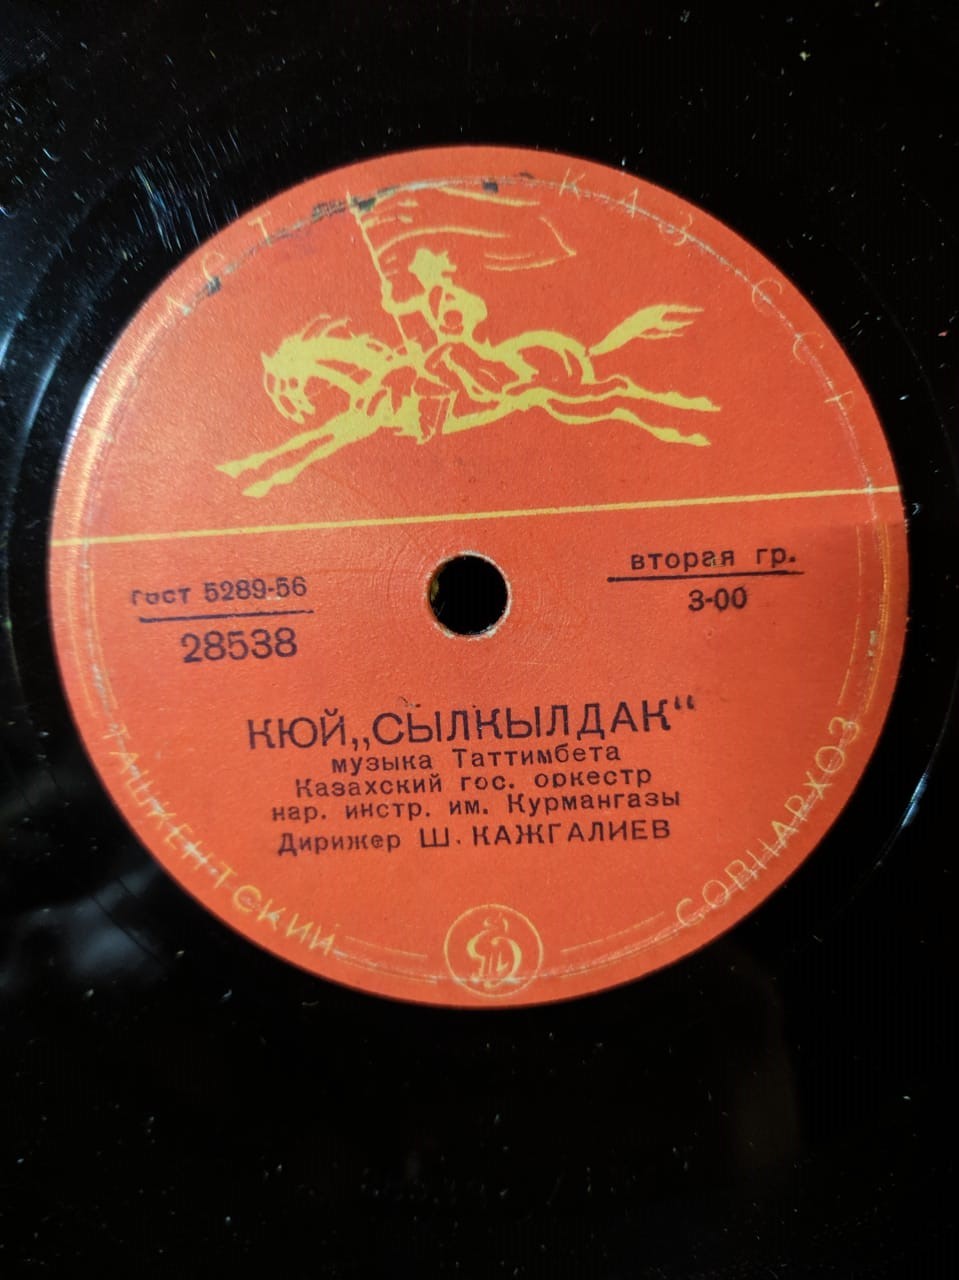 КАЗССР
гост 5289-56
вторая гр.
28538
3-00
КЮЙ „СЫЛКЫЛДАК“
музыка Таттимбета
Казахский гос. оркестр
нар. инстр. им. Курмангазы
Дирижер Ш. КАЖГАЛИЕВ
ТАШКЕНТСКИЙ
СОВНАРХОЗ